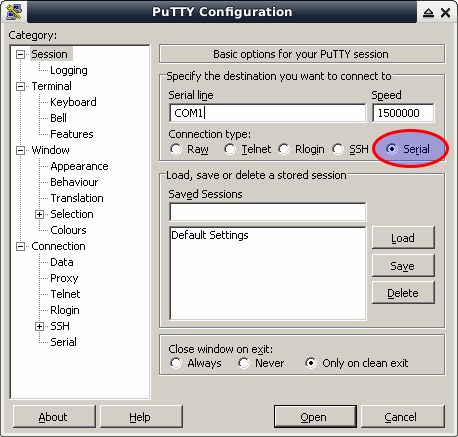 PuTTY Configuration
Category:
Session
Logging
Terminal
Keyboard
Bell
Features
Window
Appearance
Behaviour
Translation
Selection
Colours
Connection
Data
Proxy
Telnet
Rlogin
SSH
Serial
Basic options for your PuTTY session
Specify the destination you want to connect to
Serial line Speed
COM1 1500000
Connection type:
Raw Telnet Rlogin SSH Serial
Load, save or delete a stored session
Saved Sessions
Default Settings
Load
Save
Delete
Close window on exit:
Always Never Only on clean exit
About Help Open Cancel